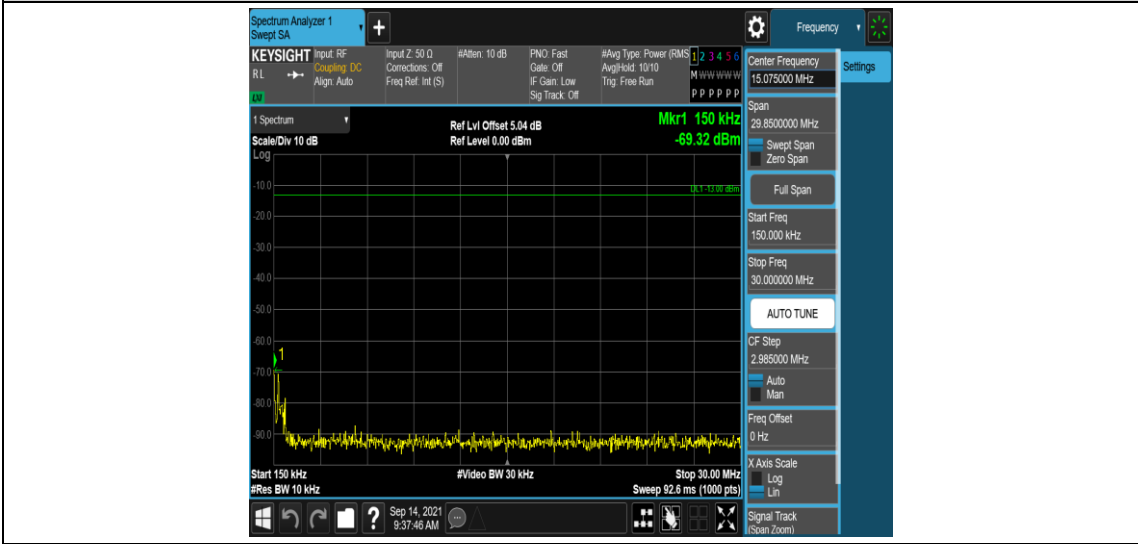 Spectrum Analyzer 1
Swept SA
+
Frequency
KEYSIGHT Input: RF
RL
Coupling: DC
Align: Auto
Input Z: 50 Ω
Corrections: Off
Freq Ref: Int (S)
#Atten: 10 dB
PNO: Fast
Gate: Off
IF Gain: Low
Sig Track: Off
#Avg Type: Power (RMS
Avg|Hold: 10/10
Trig: Free Run
1 2 3 4 5 6
M W W W W W
P P P P P P
1 Spectrum
Scale/Div 10 dB
Log
Ref Lvl Offset 5.04 dB
Ref Level 0.00 dBm
Mkr1 150 kHz
-69.32 dBm
DL1 -13.00 dBm
-10.0
-20.0
-30.0
-40.0
-50.0
-60.0
1
-70.0
-80.0
-90.0
Start 150 kHz
#Res BW 10 kHz
#Video BW 30 kHz
Stop 30.00 MHz
Sweep 92.6 ms (1000 pts)
?
Sep 14, 2021
9:37:46 AM
Center Frequency
15.075000 MHz
Settings
Span
29.8500000 MHz
Swept Span
Zero Span
Full Span
Start Freq
150.000 kHz
Stop Freq
30.000000 MHz
AUTO TUNE
CF Step
2.985000 MHz
Auto
Man
Freq Offset
0 Hz
X Axis Scale
Log
Lin
Signal Track
(Span Zoom)